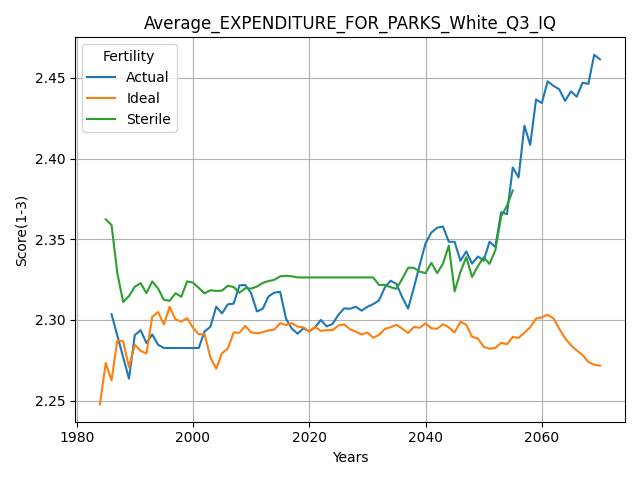 Average_EXPENDITURE_FOR_PARKS_White_Q3_IQ
Fertility
Actual
Ideal
Sterile
Score(1-3)
2.45
2.40
2.35
2.30
2.25
1980 2000 2020 2040 2060
Years